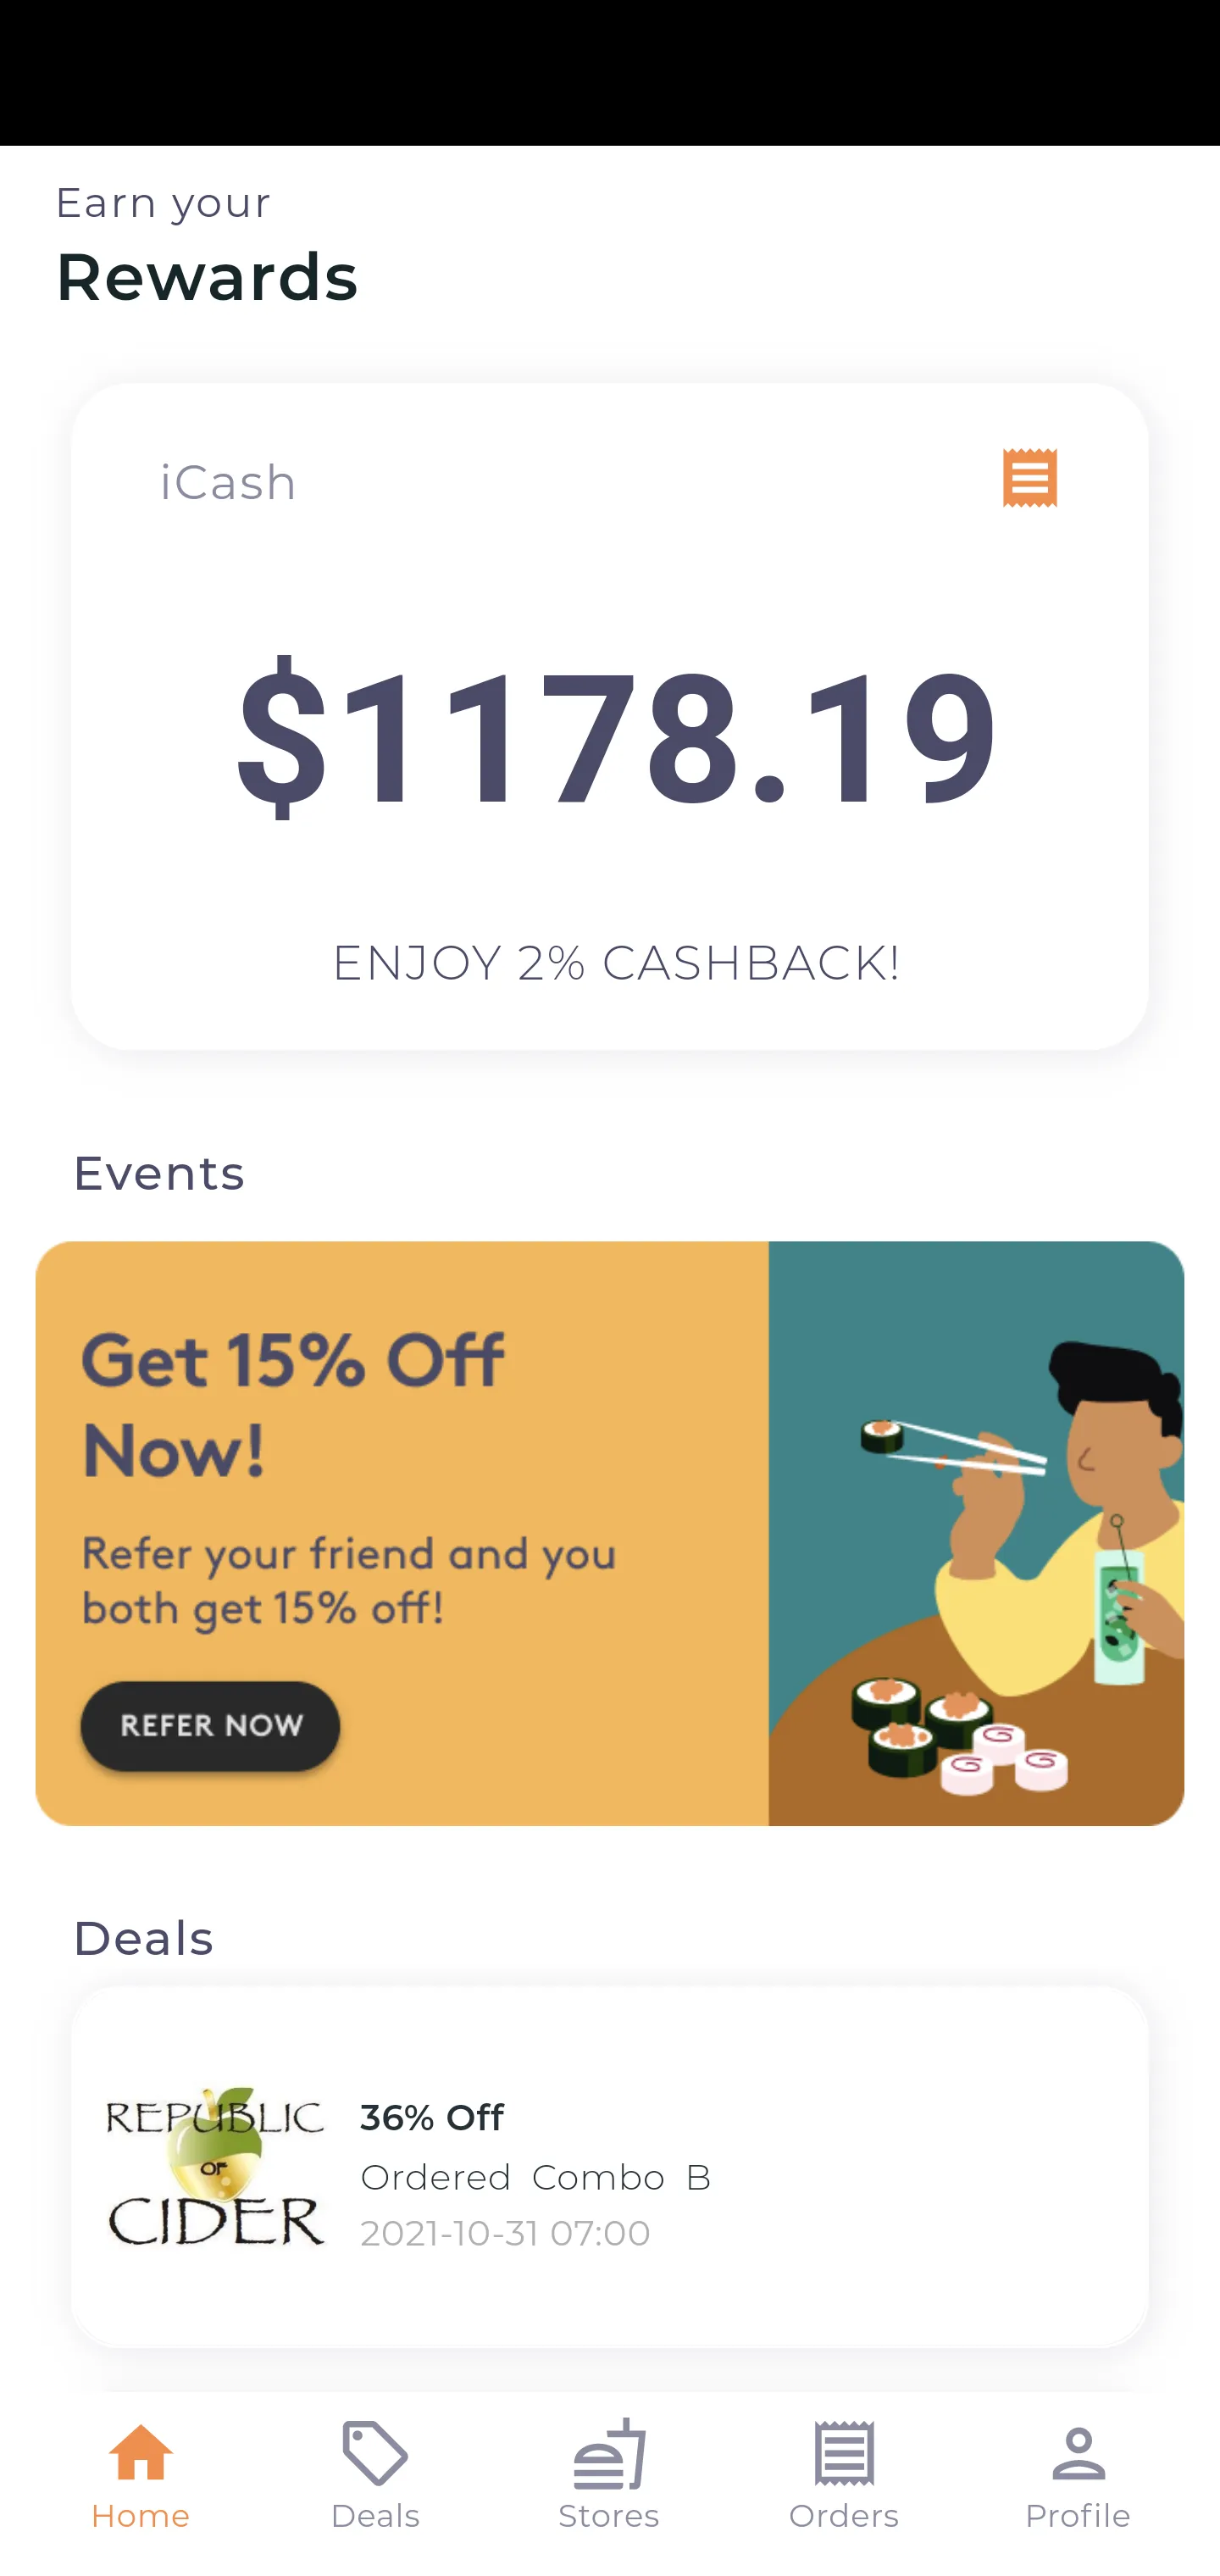 Earn your
Rewards
iCash
$1178.19
ENJOY 2% CASHBACK!
Events
Get 15% Off
Now!
Refer your friend and you
both get 15% off!
REFER NOW
Deals
REPUBLIC
OF
CIDER
36% Off
Ordered Combo B
2021-10-31 07:00
Home
Deals
Stores
Orders
Profile